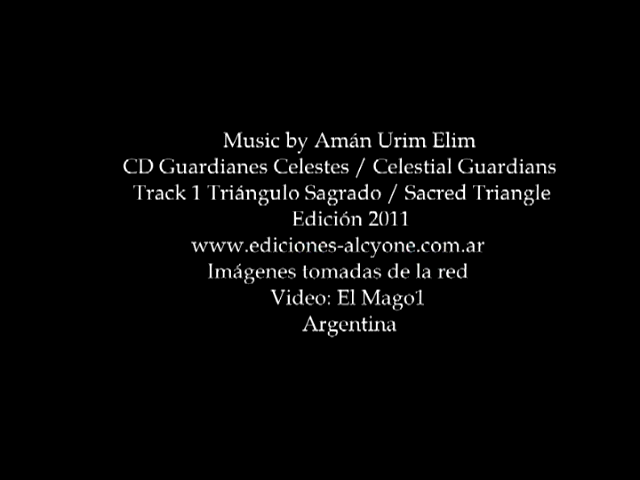 Music by Amán Urim Elim
CD Guardianes Celestes / Celestial Guardians
Track 1 Triángulo Sagrado / Sacred Triangle
Edición 2011
www.ediciones-alcyone.com.ar
Imágenes tomadas de la red
Video: El Mago1
Argentina